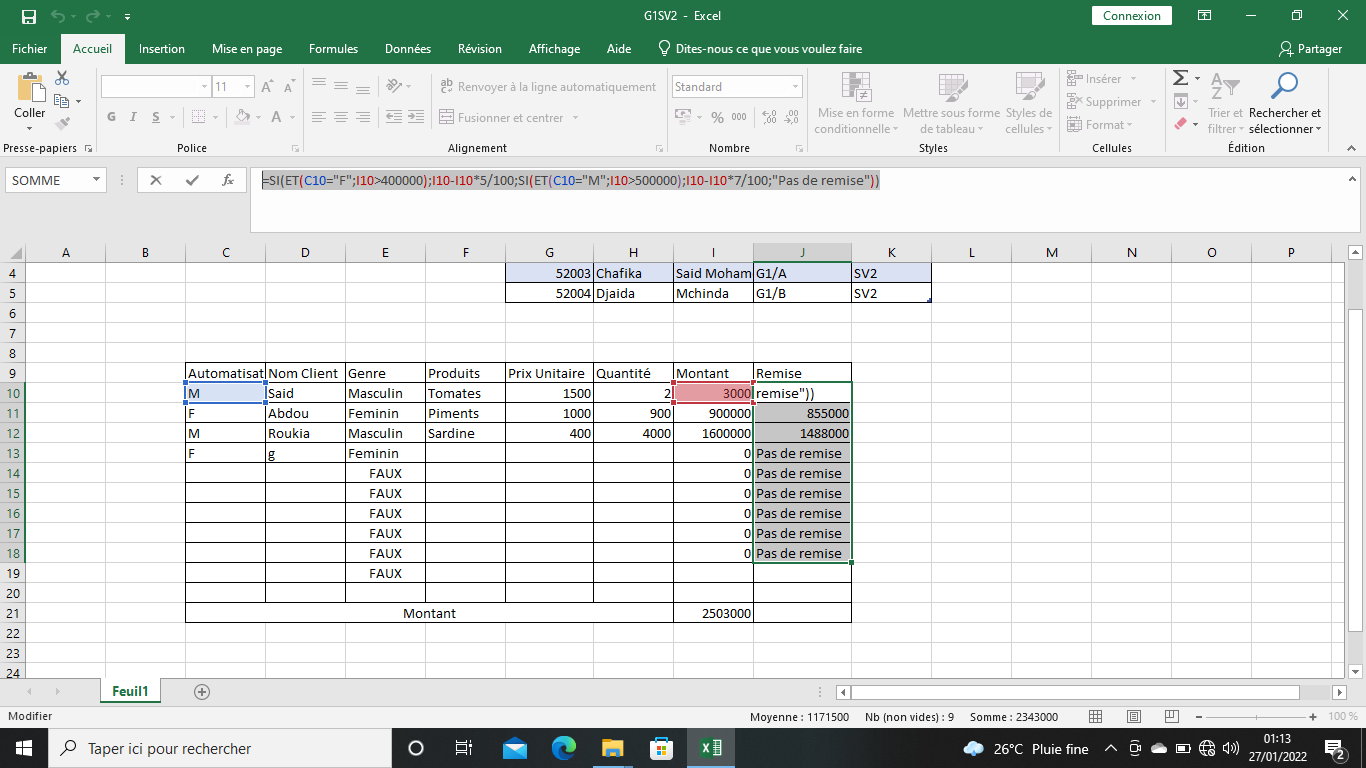 G1SV2 - Excel
Connexion
Fichier Accueil Insertion Mise en page Formules Données Révision Affichage Aide Dites-nous ce que vous voulez faire Partager
Coller
11
G I S
Renvoyer à la ligne automatiquement
Fusionner et centrer
Standard
% 000
Mise en forme conditionnelle
Mettre sous forme de tableau
Styles de cellules
Insérer
Supprimer
Format
Trier et filtrer
Rechercher et sélectionner
Presse-papiers Police Alignement Nombre Styles Cellules Édition
SOMME fx =SI(ET(C10="F";I10>400000);I10-I10*5/100;SI(ET(C10="M";I10>500000);I10-I10*7/100;"Pas de remise"))
A B C D E F G H I J K L M N O P
4 52003 Chafika Said Moham G1/A SV2
5 52004 Djaida Mchinda G1/B SV2
6
7
8
9 Automatisat Nom Client Genre Produits Prix Unitaire Quantité Montant Remise
10 M Said Masculin Tomates 1500 2 3000 remise"))
11 F Abdou Feminin Piments 1000 900 900000 855000
12 M Roukia Masculin Sardine 400 4000 1600000 1488000
13 F g Feminin 0 Pas de remise
14 FAUX 0 Pas de remise
15 FAUX 0 Pas de remise
16 FAUX 0 Pas de remise
17 FAUX 0 Pas de remise
18 FAUX 0 Pas de remise
19 FAUX
20
21 Montant 2503000
22
23
24
Feuil1
Modifier Moyenne : 1171500 Nb (non vides) : 9 Somme : 2343000 100 %
Taper ici pour rechercher
26°C Pluie fine
01:13
27/01/2022
2